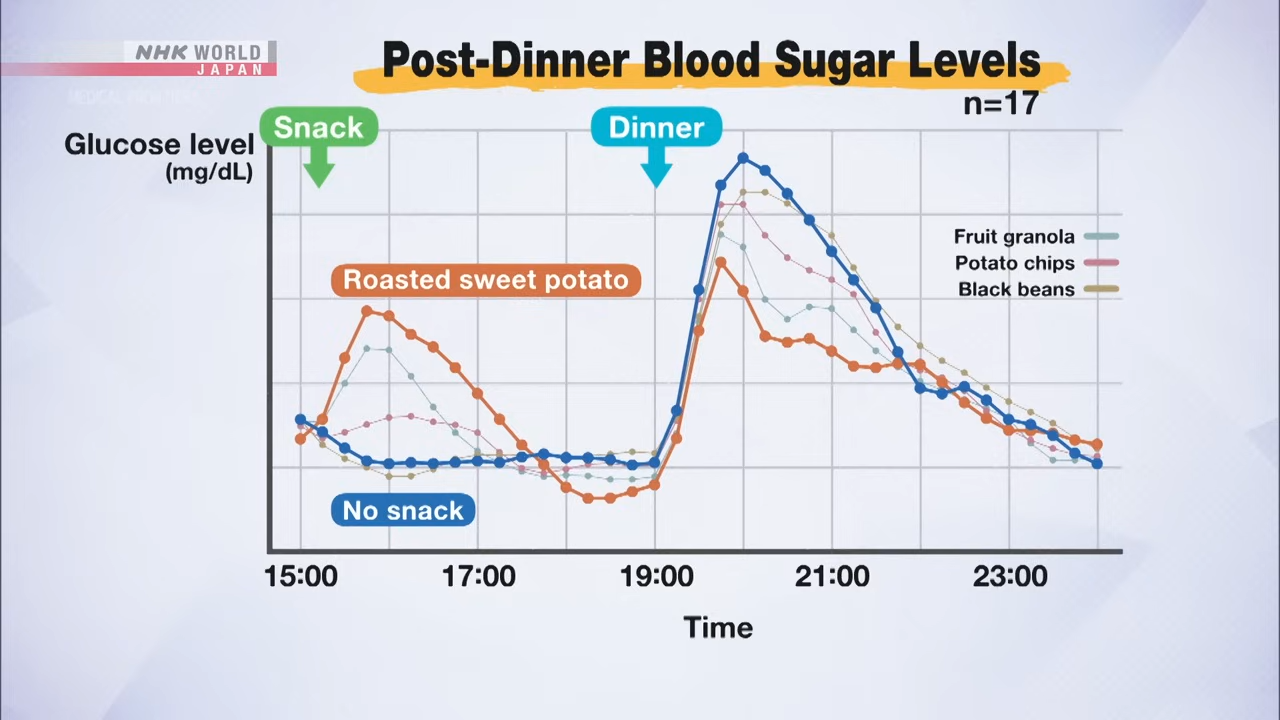 NHK WORLD
JAPAN
Post-Dinner Blood Sugar Levels
n=17
Snack
Dinner
Glucose level
(mg/dL)
Fruit granola
Potato chips
Black beans
Roasted sweet potato
No snack
15:00 17:00 19:00 21:00 23:00
Time